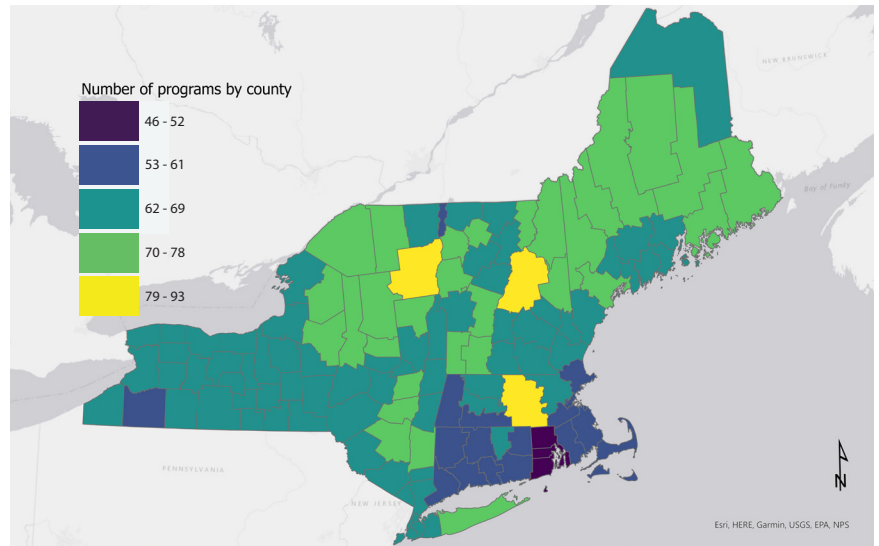 Number of programs by county
46 - 52
53 - 61
62 - 69
70 - 78
79 - 93
NEW BRUNSWICK
Bay of Fundy
PENNSYLVANIA
NEW JERSEY
N
Esri, HERE, Garmin, USGS, EPA, NPS